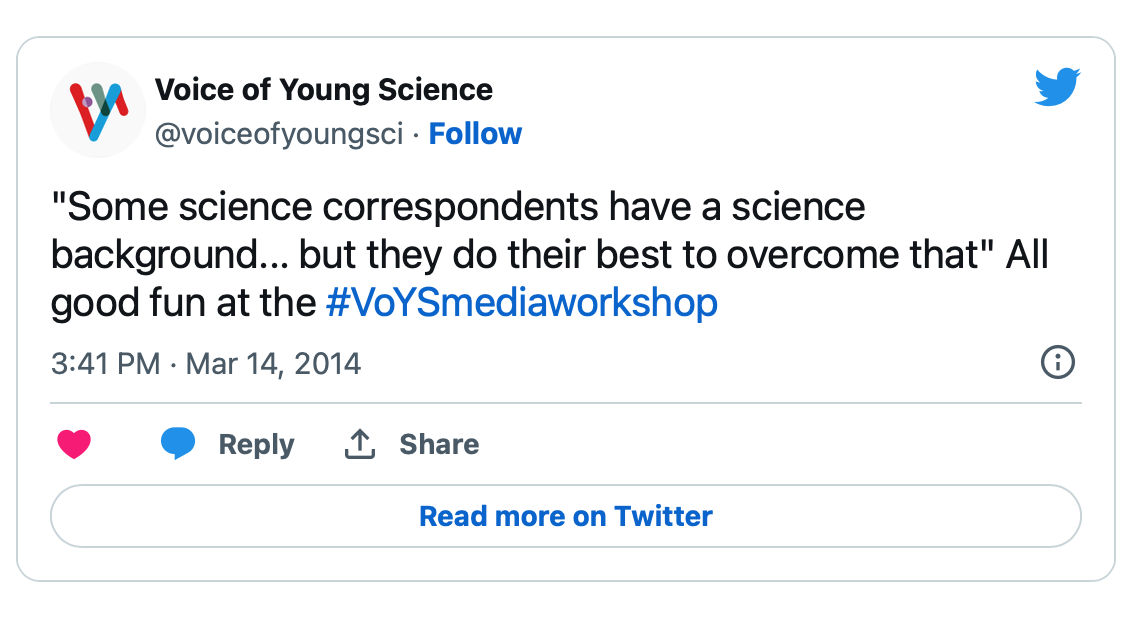 Voice of Young Science
@voiceofyoungsci · Follow
"Some science correspondents have a science
background... but they do their best to overcome that" All
good fun at the #VoYSmediaworkshop
3:41 PM · Mar 14, 2014
Reply Share
Read more on Twitter